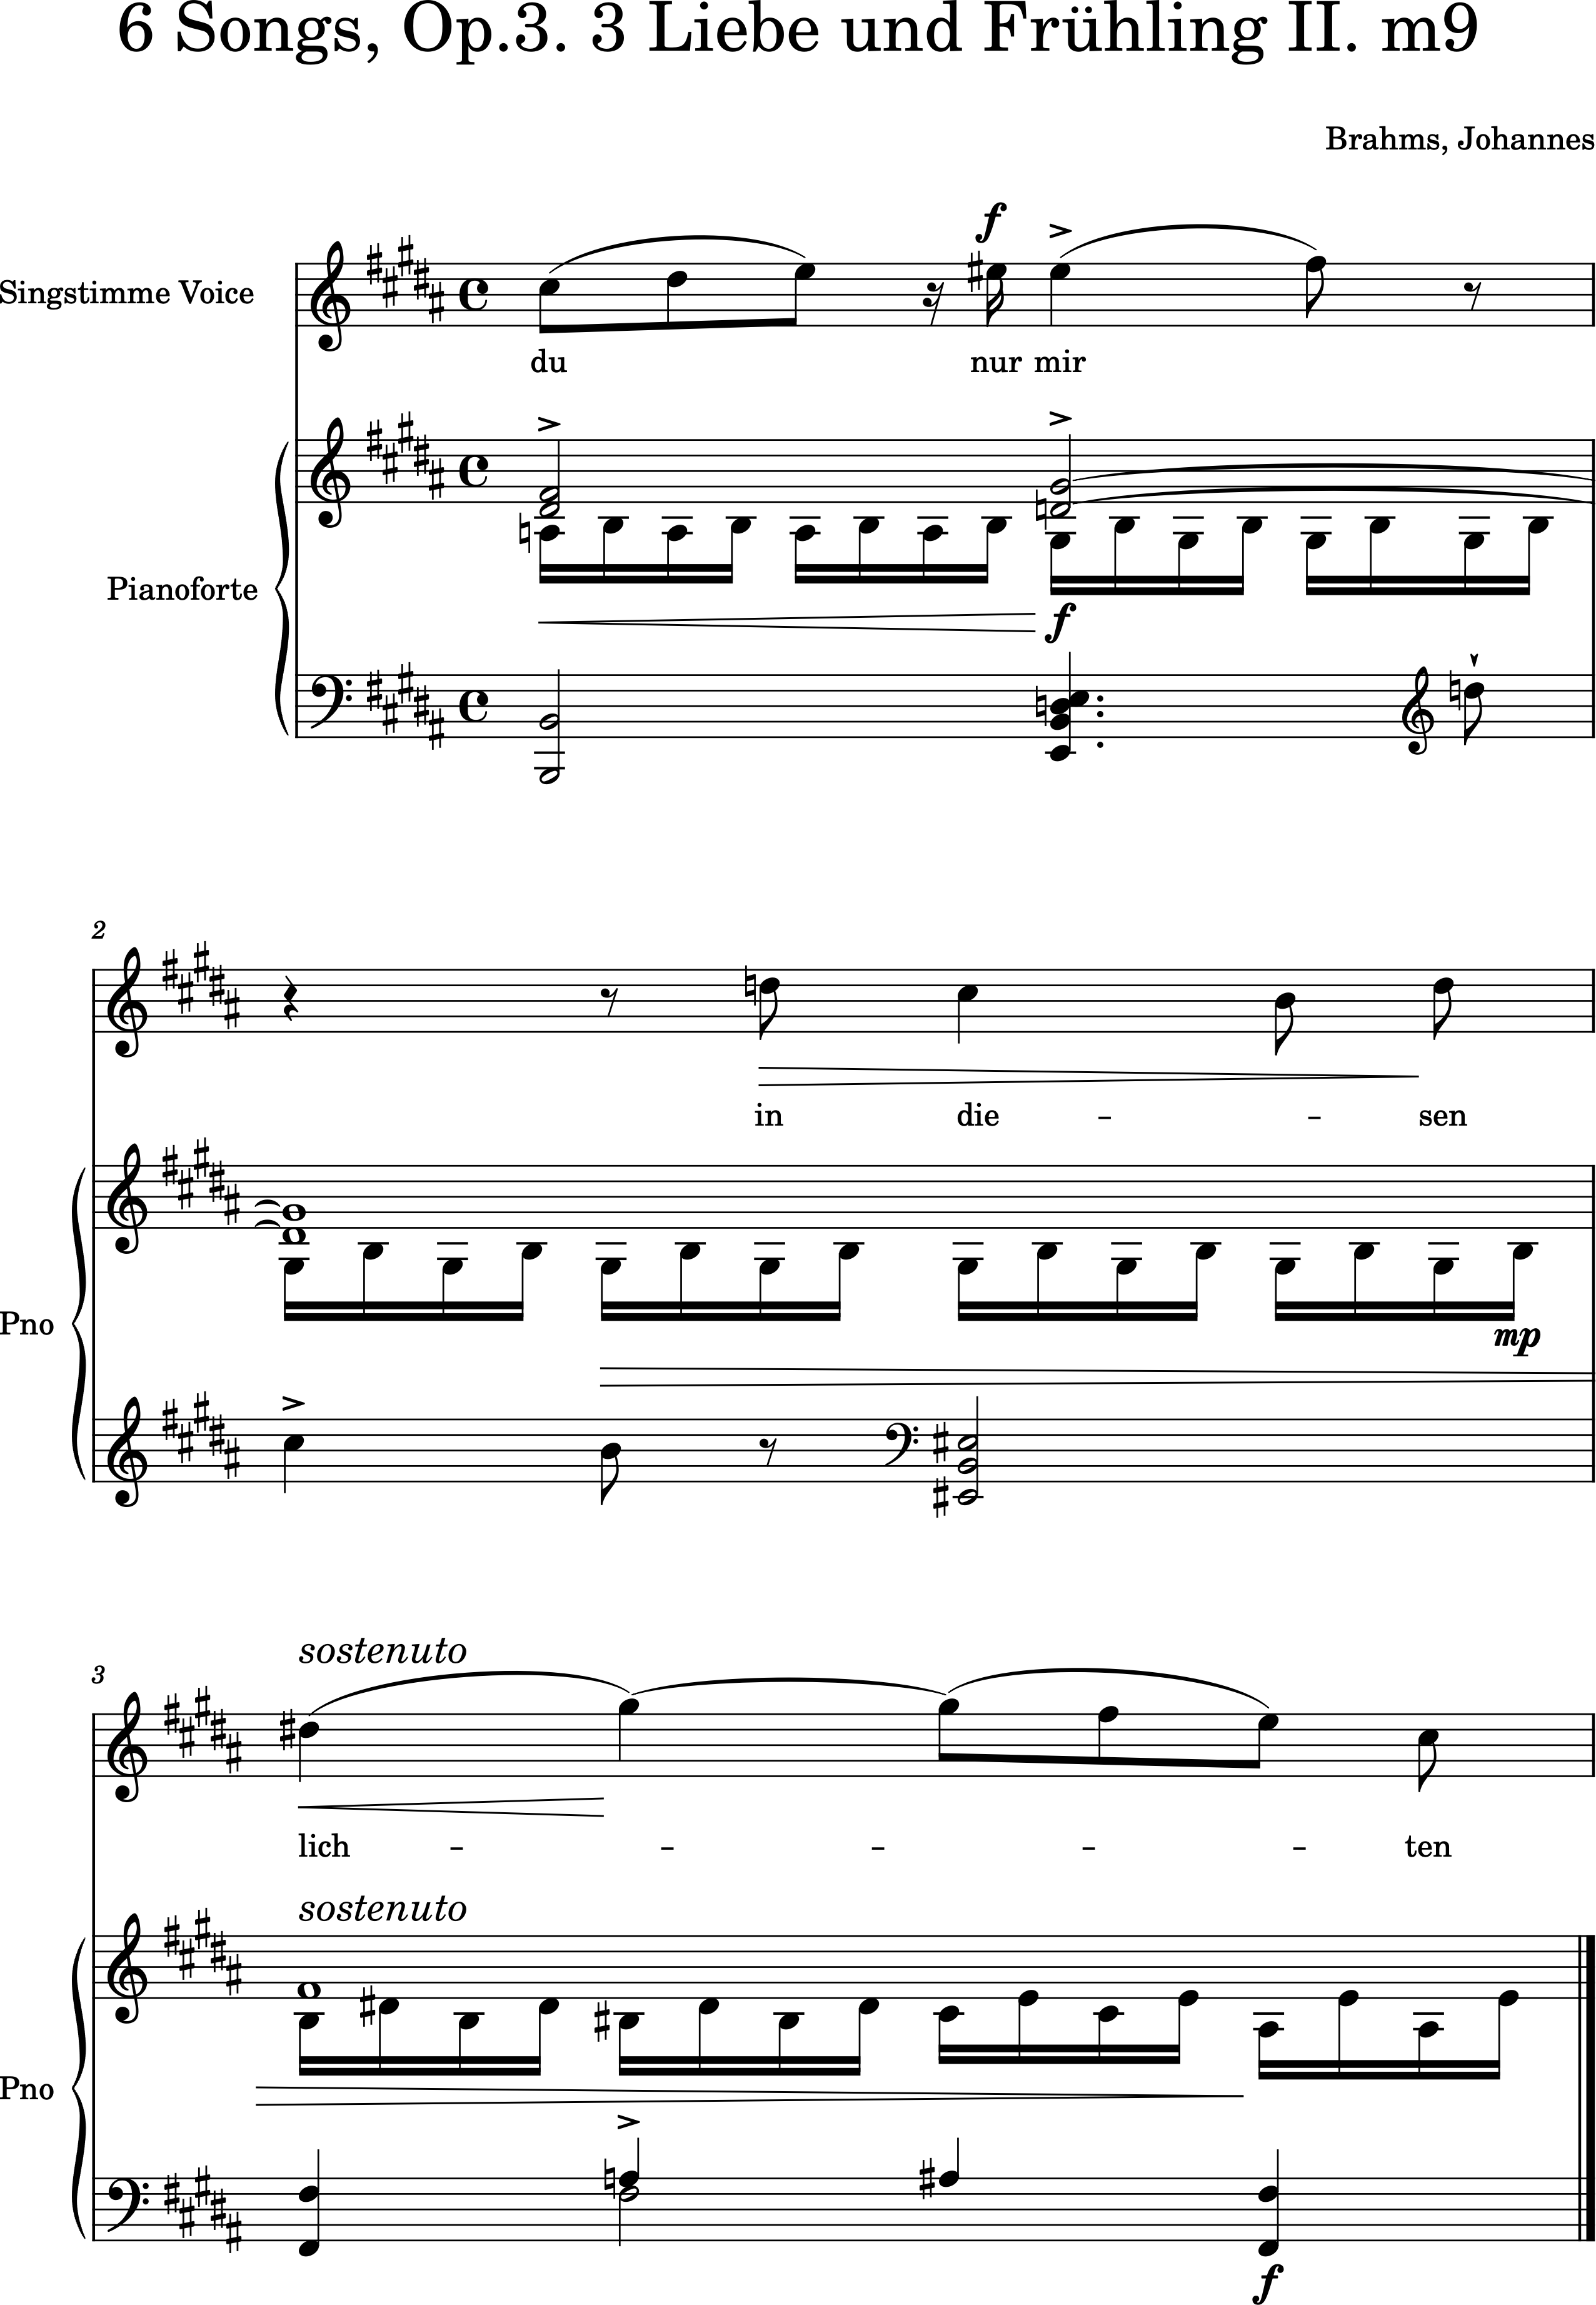 6 Songs, Op.3. 3 Liebe und Frühling II. m9
Brahms, Johannes
f
Singstimme Voice
du nur mir
Pianoforte
f
2
in die – – sen
Pno
mp
sostenuto
3
lich – – – – – ten
sostenuto
Pno
f